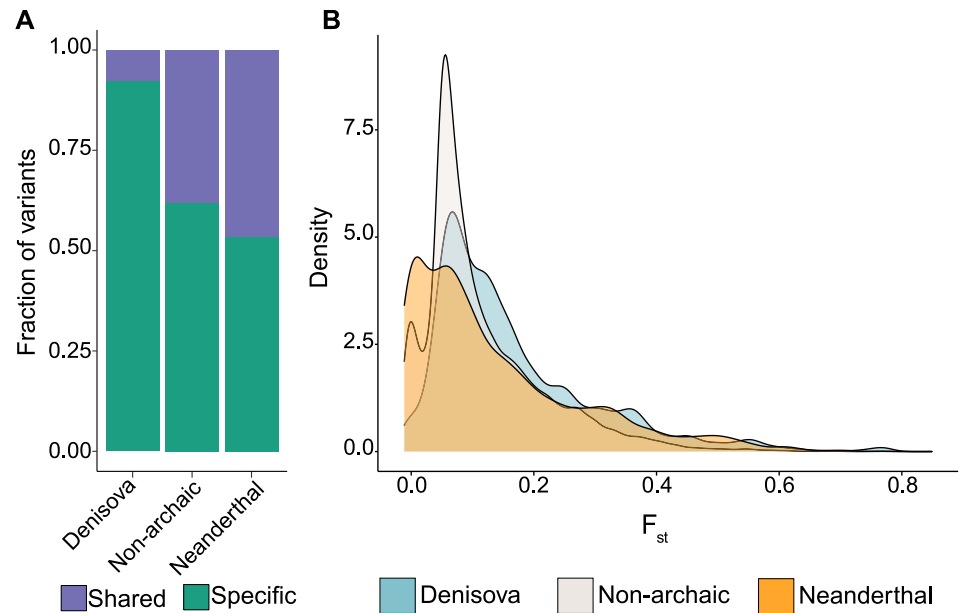 A
Fraction of variants
1.00
0.75
0.50
0.25
0.00
Denisova
Non-archaic
Neanderthal
Shared
Specific
B
Density
7.5
5.0
2.5
0.0
0.0
0.2
0.4
0.6
0.8
Fst
Denisova
Non-archaic
Neanderthal